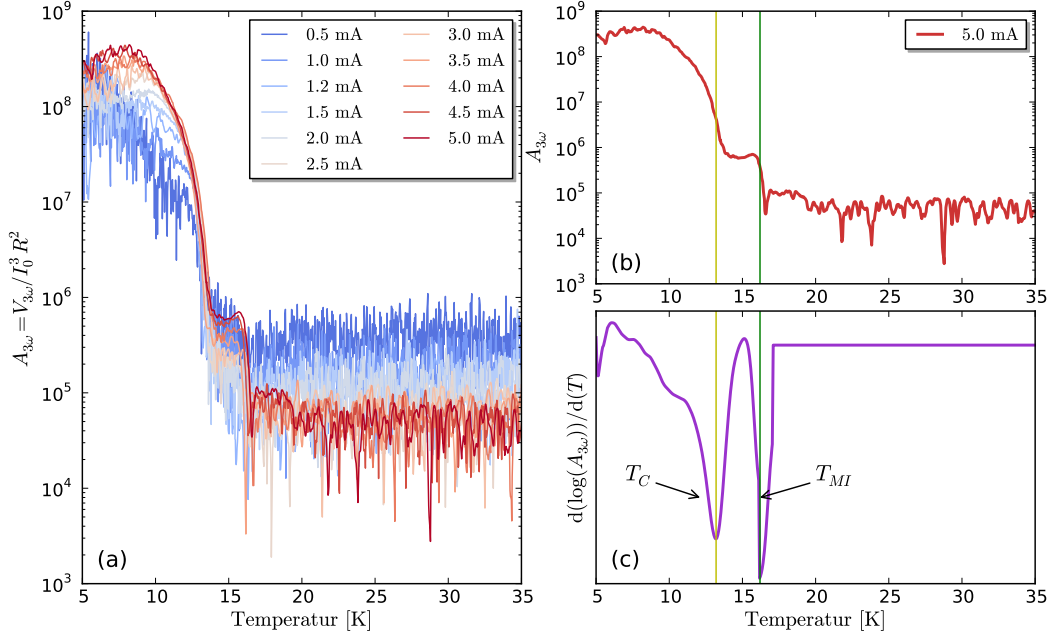 10⁹
10⁸
10⁷
10⁶
10⁵
10⁴
10³
A₃ω = V₃ω/I₀³R²
0.5 mA
1.0 mA
1.2 mA
1.5 mA
2.0 mA
2.5 mA
3.0 mA
3.5 mA
4.0 mA
4.5 mA
5.0 mA
(a)
5 10 15 20 25 30 35
Temperatur [K]
10⁹
10⁸
10⁷
10⁶
10⁵
10⁴
10³
A₃ω
5.0 mA
(b)
5 10 15 20 25 30 35
d(log(A₃ω))/d(T)
T_C
T_MI
(c)
5 10 15 20 25 30 35
Temperatur [K]